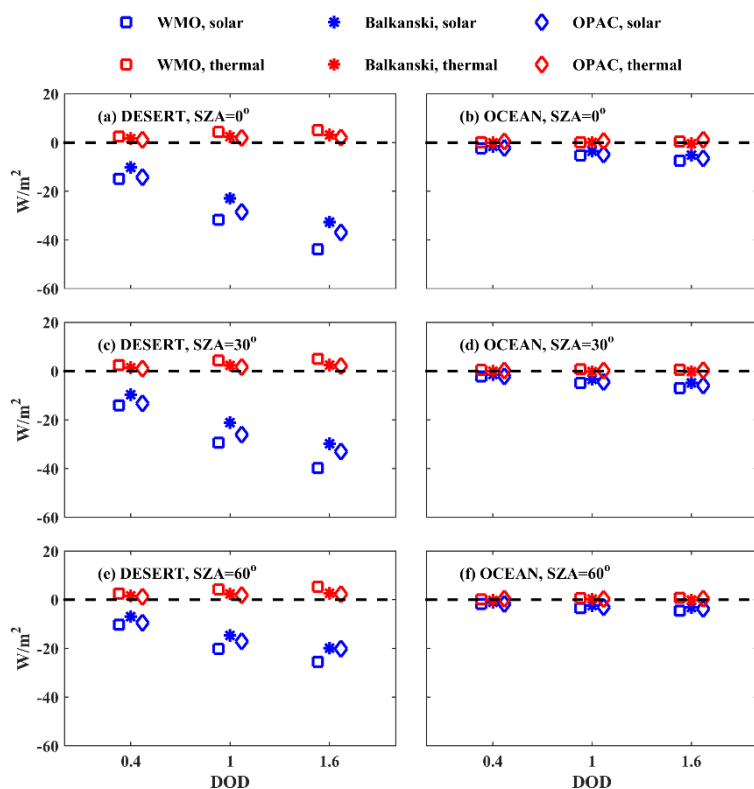 WMO, solar Balkanski, solar OPAC, solar
WMO, thermal Balkanski, thermal OPAC, thermal
20
(a) DESERT, SZA=0°
(b) OCEAN, SZA=0°
0
-20
-40
-60
W/m²
20
(c) DESERT, SZA=30°
(d) OCEAN, SZA=30°
0
-20
-40
-60
W/m²
20
(e) DESERT, SZA=60°
(f) OCEAN, SZA=60°
0
-20
-40
-60
W/m²
0.4 1 1.6 0.4 1 1.6
DOD DOD